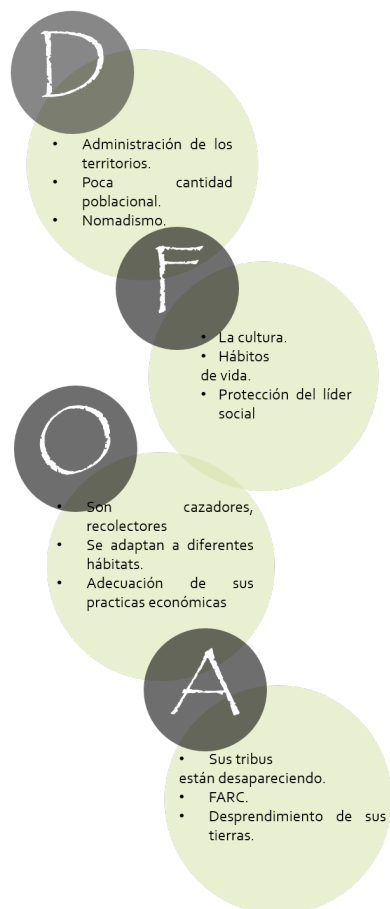 D
• Administración de los
territorios.
• Poca cantidad
poblacional.
• Nomadismo.
F
• La cultura.
• Hábitos
de vida.
• Protección del líder
social
O
• Son cazadores,
recolectores
• Se adaptan a diferentes
hábitats.
• Adecuación de sus
practicas económicas
A
• Sus tribus
están desapareciendo.
• FARC.
• Desprendimiento de sus
tierras.